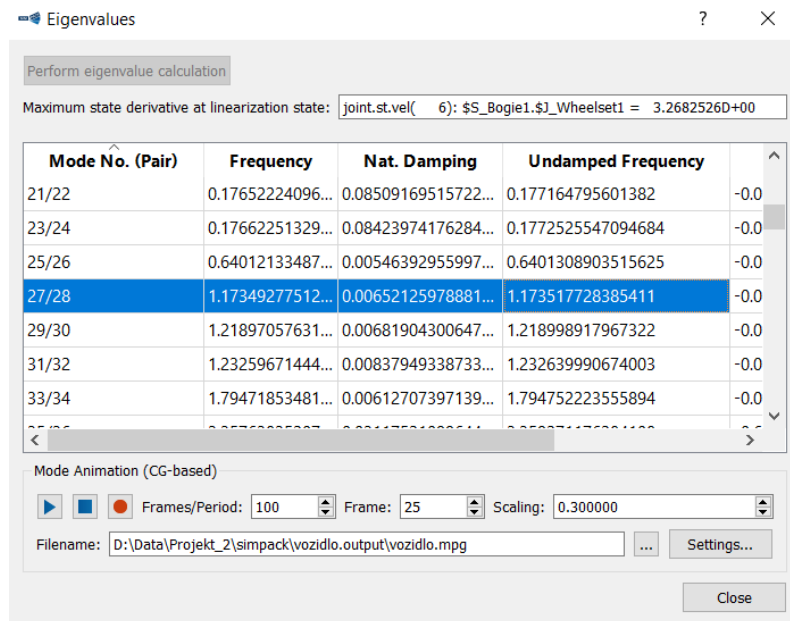 Eigenvalues
Perform eigenvalue calculation
Maximum state derivative at linearization state: joint.st.vel( 6): $S_Bogie1.$J_Wheelset1 = 3.2682526D+00
Mode No. (Pair) Frequency Nat. Damping Undamped Frequency
21/22 0.17652224096... 0.08509169515722... 0.177164795601382 -0.0
23/24 0.17662251329... 0.08423974176284... 0.1772525547094684 -0.0
25/26 0.64012133487... 0.00546392955997... 0.6401308903515625 -0.0
27/28 1.17349277512... 0.00652125978881... 1.173517728385411 -0.0
29/30 1.21897057631... 0.00681904300647... 1.218998917967322 -0.0
31/32 1.23259671444... 0.00837949338733... 1.232639990674003 -0.0
33/34 1.79471853481... 0.00612707397139... 1.794752223555894 -0.0
Mode Animation (CG-based)
Frames/Period: 100 Frame: 25 Scaling: 0.300000
Filename: D:\Data\Projekt_2\simpack\vozidlo.output\vozidlo.mpg ... Settings...
Close